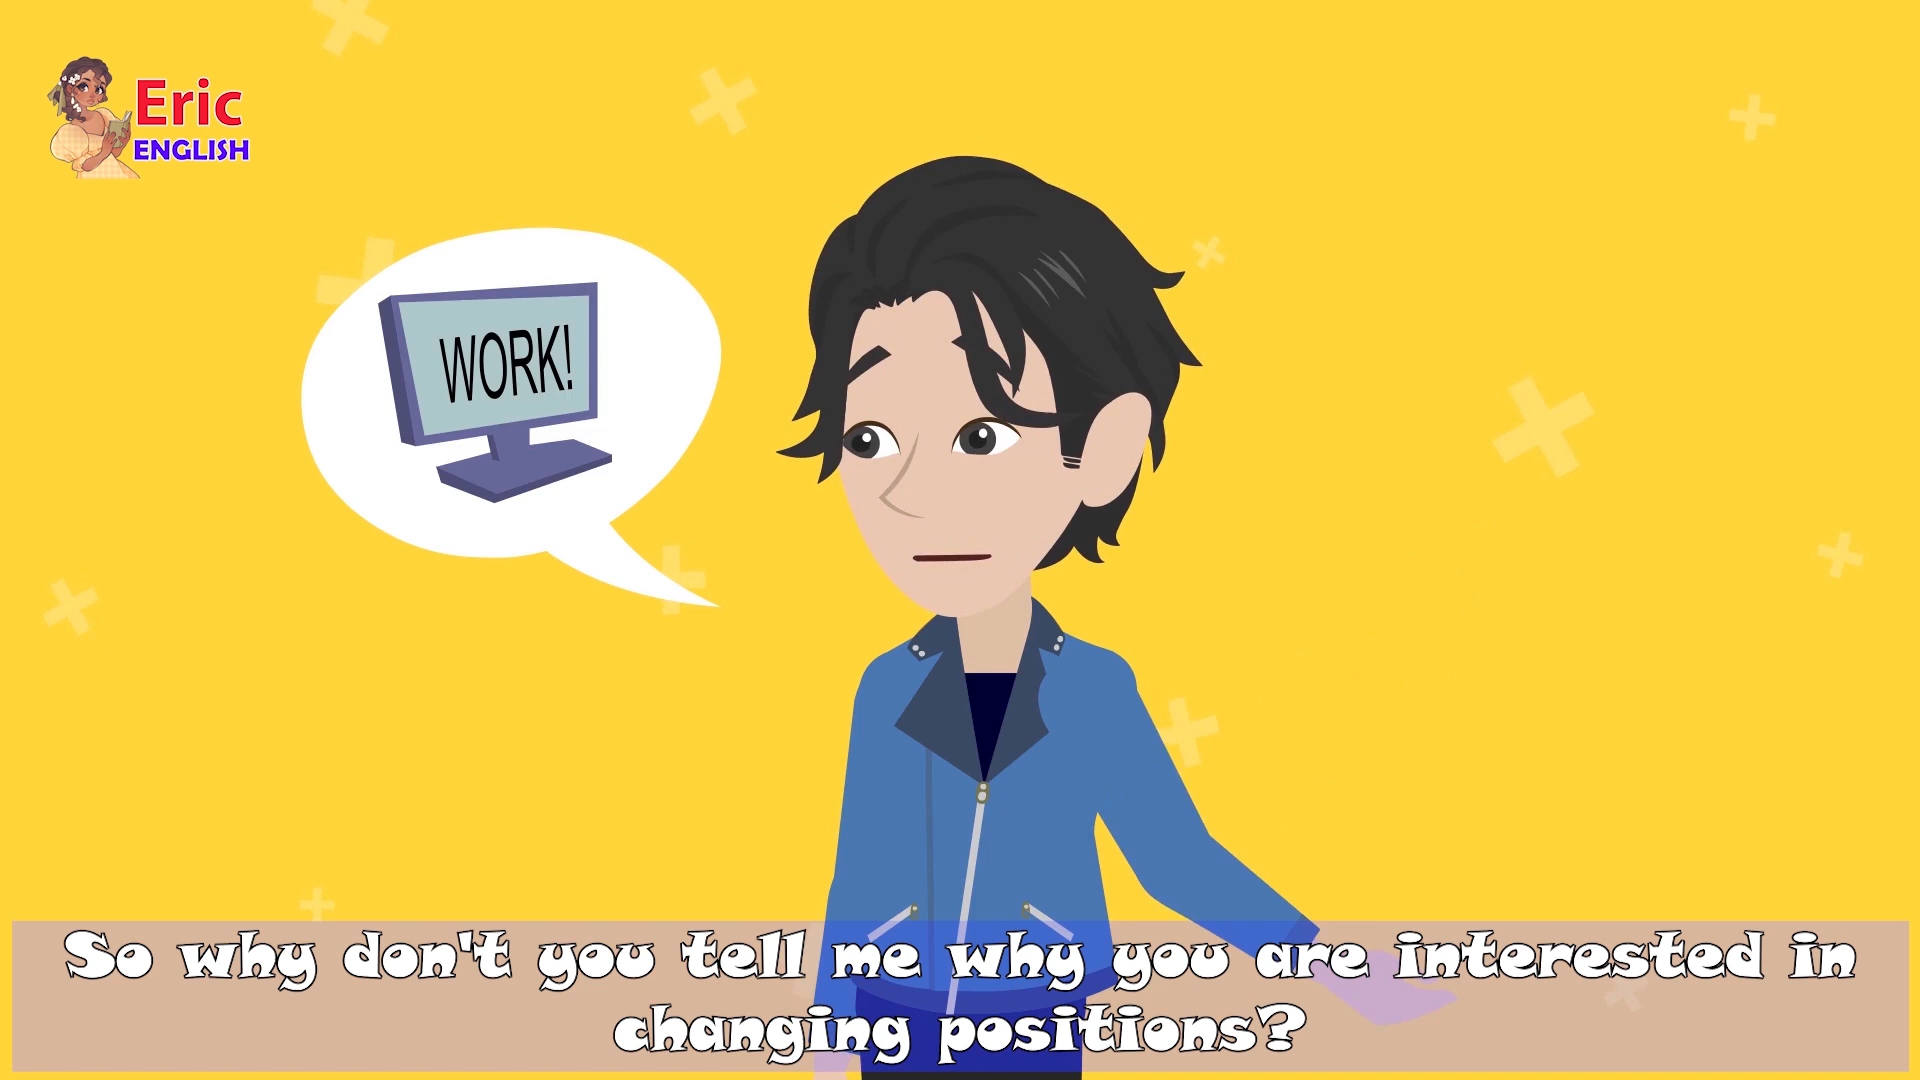 Eric
ENGLISH
WORK!
So why don't you tell me why you are interested in
changing positions?